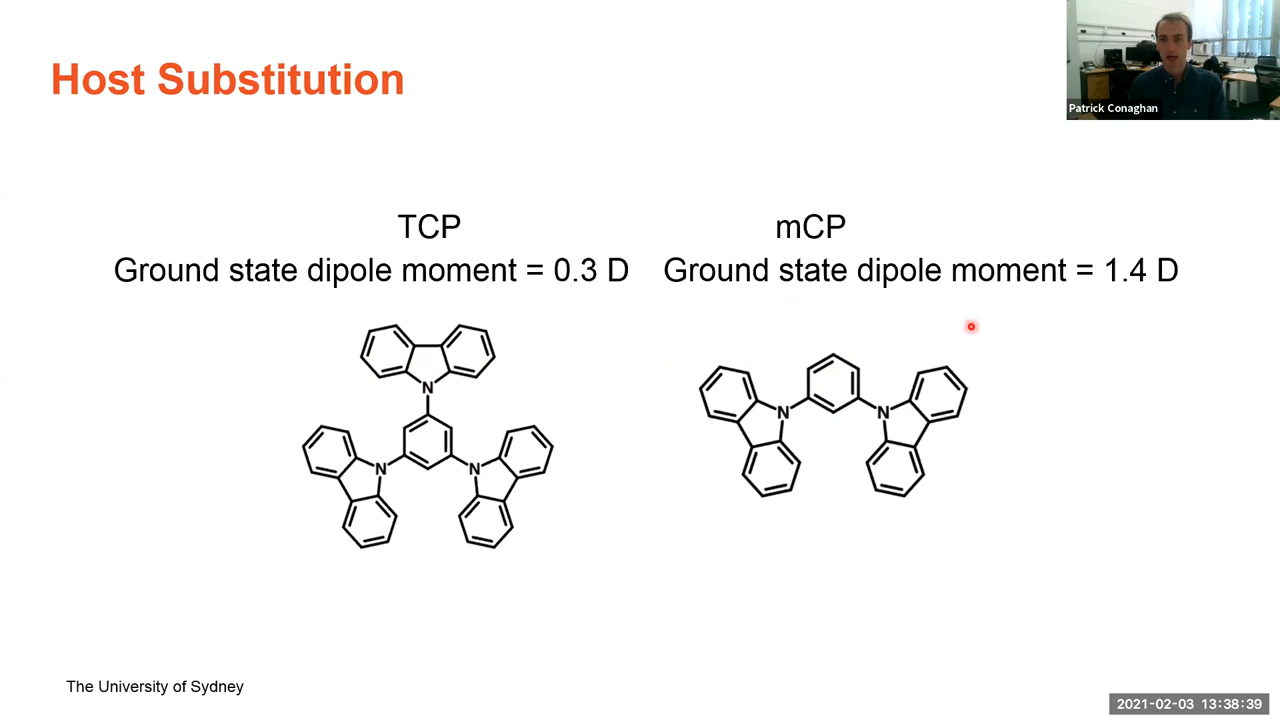 Host Substitution
Patrick Conaghan
TCP
Ground state dipole moment = 0.3 D
mCP
Ground state dipole moment = 1.4 D
N
N
N
N
N
The University of Sydney
2021-02-03 13:38:39